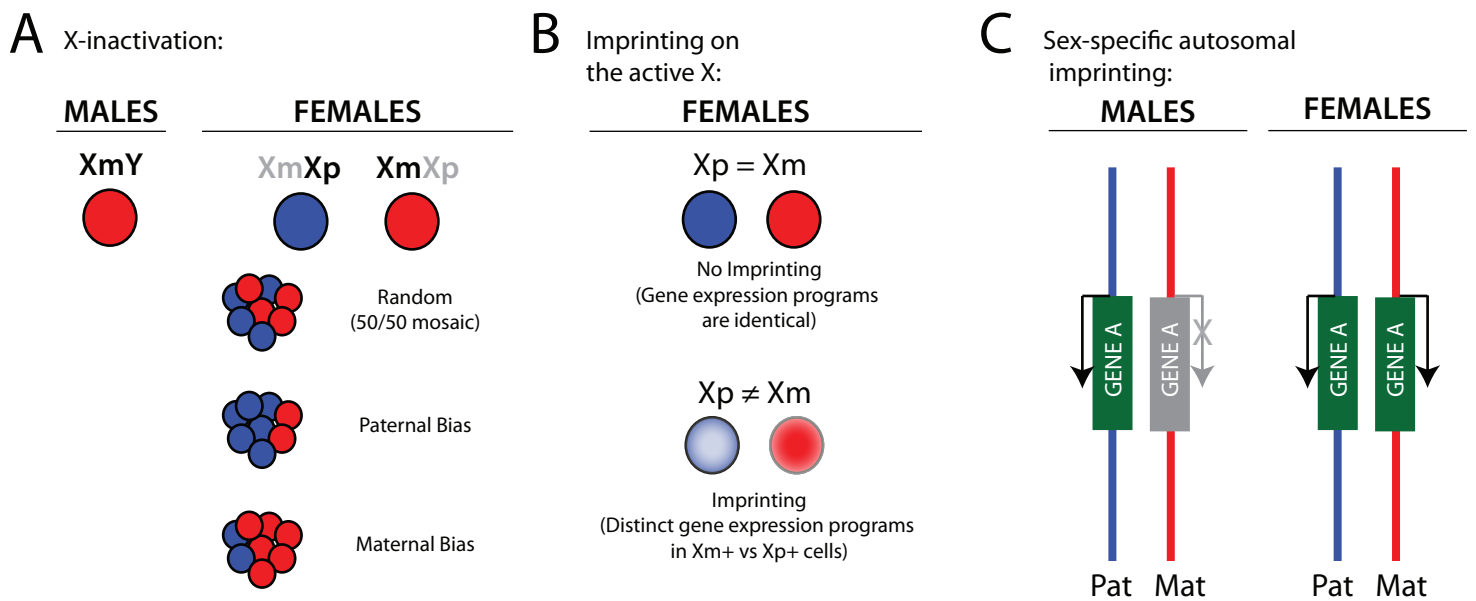 A X-inactivation:
MALES
FEMALES
XmY
XmXp
XmXp
Random
(50/50 mosaic)
Paternal Bias
Maternal Bias
B Imprinting on
the active X:
FEMALES
Xp = Xm
No Imprinting
(Gene expression programs
are identical)
Xp ≠ Xm
Imprinting
(Distinct gene expression programs
in Xm+ vs Xp+ cells)
C Sex-specific autosomal
imprinting:
MALES
FEMALES
GENE A
GENE A
X
GENE A
GENE A
Pat
Mat
Pat
Mat